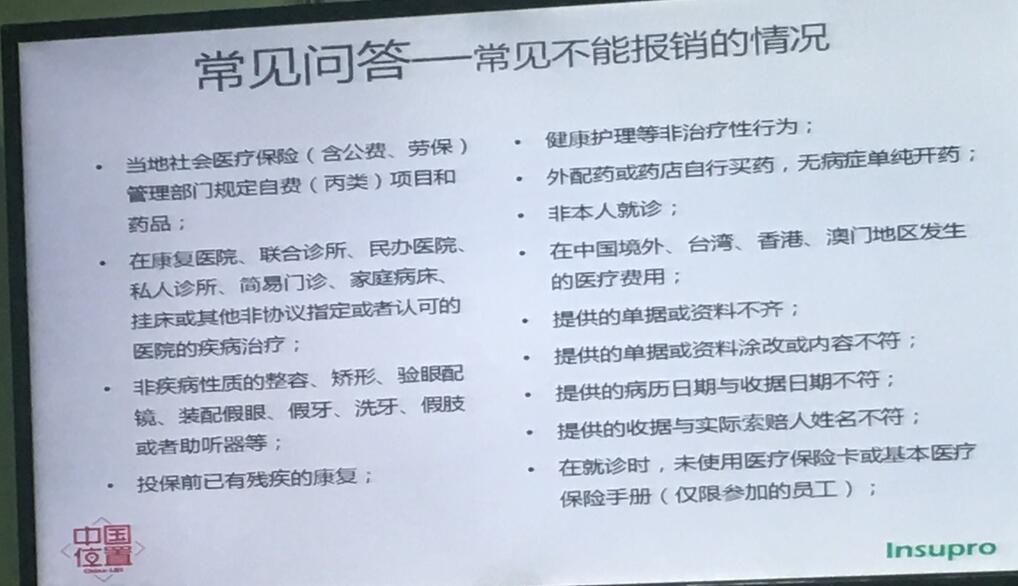 常见问答——常见不能报销的情况
• 当地社会医疗保险（含公费、劳保）
管理部门规定自费（丙类）项目和
药品；
• 在康复医院、联合诊所、民办医院、
私人诊所、简易门诊、家庭病床、
挂床或其他非协议指定或者认可的
医院的疾病治疗；
• 非疾病性质的整容、矫形、验眼配
镜、装配假眼、假牙、洗牙、假肢
或者助听器等；
• 投保前已有残疾的康复；
• 健康护理等非治疗性行为；
• 外配药或药店自行买药，无病症单纯开药；
• 非本人就诊；
• 在中国境外、台湾、香港、澳门地区发生
的医疗费用；
• 提供的单据或资料不齐；
• 提供的单据或资料涂改或内容不符；
• 提供的病历日期与收据日期不符；
• 提供的收据与实际索赔人姓名不符；
• 在就诊时，未使用医疗保险卡或基本医疗
保险手册（仅限参加的员工）；
中国
位置
Insupro